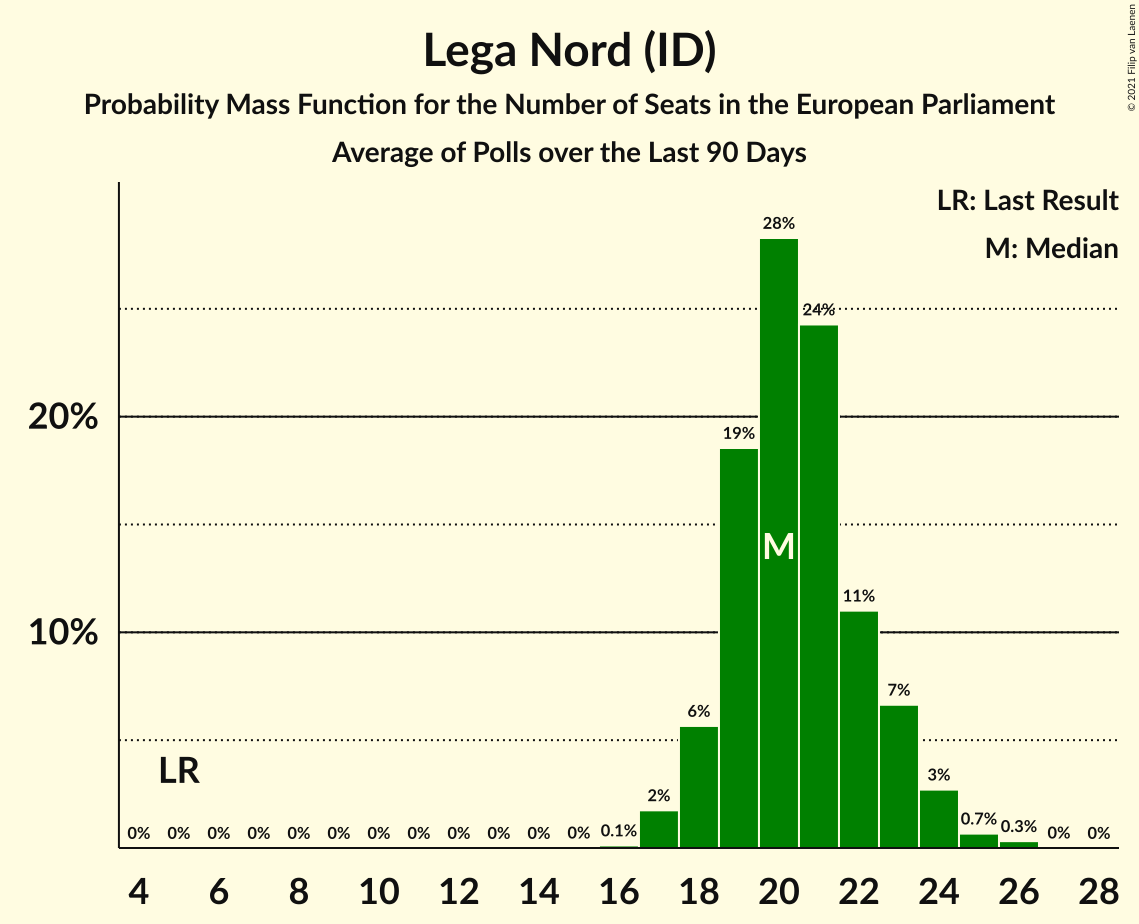 Lega Nord (ID)
Probability Mass Function for the Number of Seats in the European Parliament
Average of Polls over the Last 90 Days
© 2021 Filip van Laenen
LR: Last Result
M: Median
20%
10%
0% 0% 0% 0% 0% 0% 0% 0% 0% 0% 0% 0% 0.1% 2% 6% 19% 28% 24% 11% 7% 3% 0.7% 0.3% 0% 0%
LR
M
4 6 8 10 12 14 16 18 20 22 24 26 28